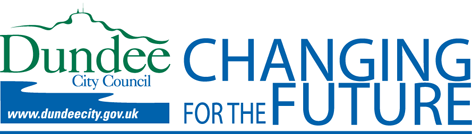 Dundee
City Council
www.dundeecity.gov.uk
CHANGING
FOR THE FUTURE